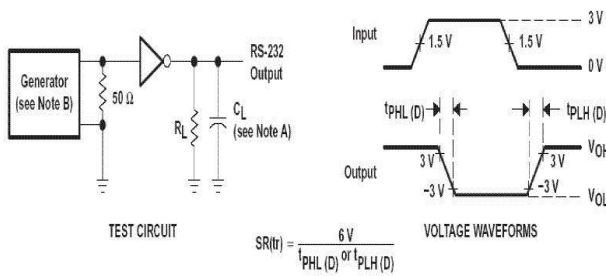 Generator
(see Note B)
50 Ω
RS-232
Output
RL
CL
(see Note A)
TEST CIRCUIT
Input
1.5 V
1.5 V
3 V
0 V
tPHL (D)
tPLH (D)
Output
3 V
3 V
–3 V
–3 V
VOH
VOL
VOLTAGE WAVEFORMS
SR(tr) = 6 V
tPHL (D) or tPLH (D)